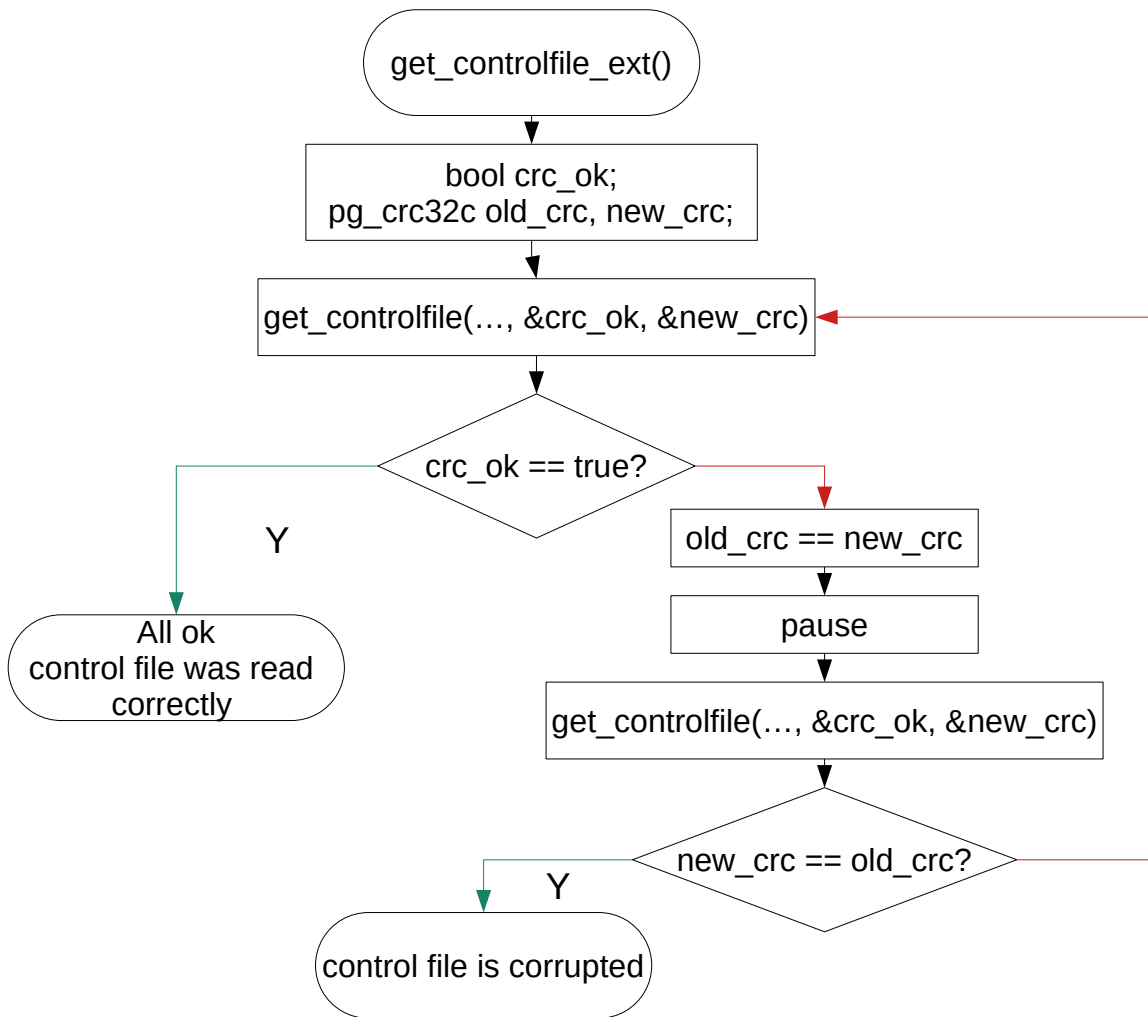 get_controlfile_ext()
bool crc_ok;
pg_crc32c old_crc, new_crc;
get_controlfile(…, &crc_ok, &new_crc)
crc_ok == true?
Y
old_crc == new_crc
All ok
control file was read
correctly
pause
get_controlfile(…, &crc_ok, &new_crc)
new_crc == old_crc?
Y
control file is corrupted